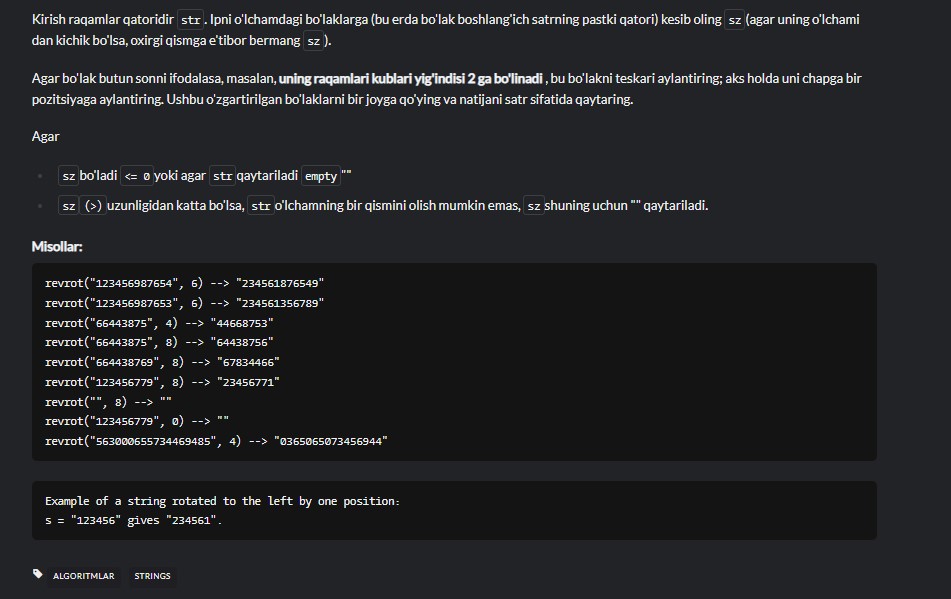 Kirish raqamlar qatoridir str . Ipni o'lchamdagi bo'laklarga (bu erda bo'lak boshlang'ich satrning pastki qatori) kesib oling sz (agar uning o'lchami
dan kichik bo'lsa, oxirgi qismga e'tibor bermang sz ).
Agar bo'lak butun sonni ifodalasa, masalan, uning raqamlari kublari yig'indisi 2 ga bo'linadi , bu bo'lakni teskari aylantiring; aks holda uni chapga bir
pozitsiyaga aylantiring. Ushbu o'zgartirilgan bo'laklarni bir joyga qo'ying va natijani satr sifatida qaytaring.
Agar
sz bo'ladi <= 0 yoki agar str qaytariladi empty ""
sz (>) uzunligidan katta bo'lsa, str o'lchamning bir qismini olish mumkin emas, sz shuning uchun "" qaytariladi.
Misollar:
revrot("123456987654", 6) --> "234561876549"
revrot("123456987653", 6) --> "234561356789"
revrot("66443875", 4) --> "44668753"
revrot("66443875", 8) --> "64438756"
revrot("664438769", 8) --> "67834466"
revrot("123456779", 8) --> "23456771"
revrot("", 8) --> ""
revrot("123456779", 0) --> ""
revrot("563000655734469485", 4) --> "0365065073456944"
Example of a string rotated to the left by one position:
s = "123456" gives "234561".
ALGORITMLAR STRINGS